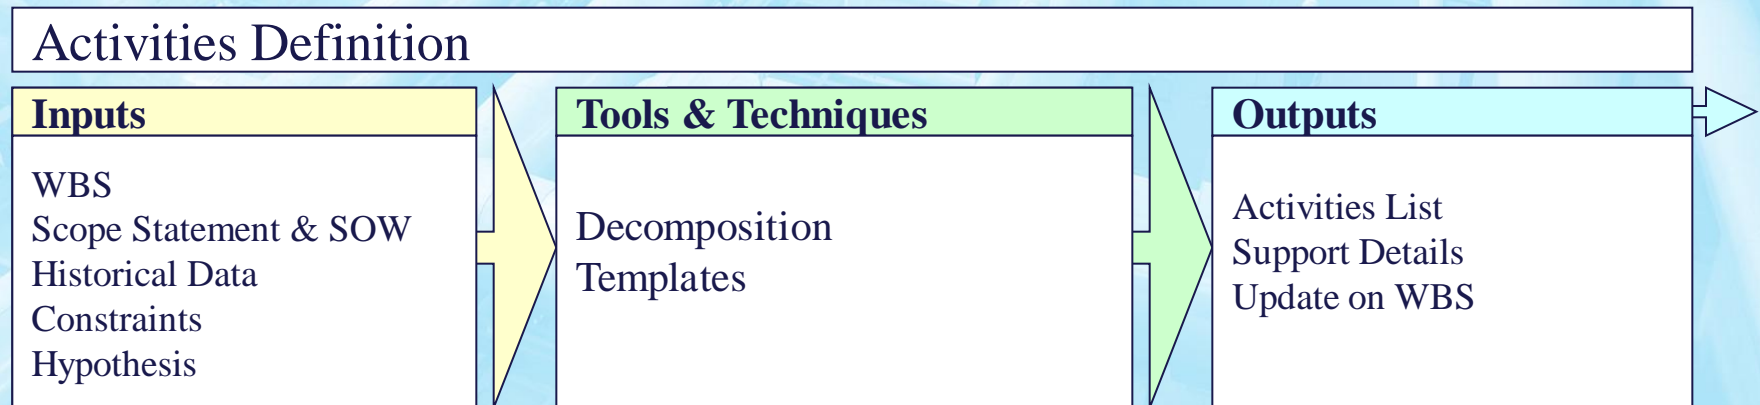 Activities Definition
Inputs
WBS
Scope Statement & SOW
Historical Data
Constraints
Hypothesis
Tools & Techniques
Decomposition
Templates
Outputs
Activities List
Support Details
Update on WBS